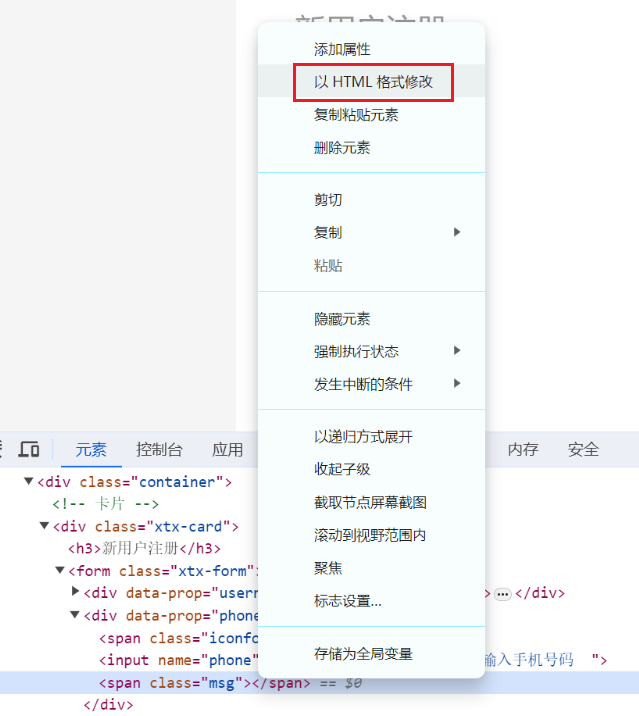 新用户注册
添加属性
以 HTML 格式修改
复制粘贴元素
删除元素
剪切
复制
粘贴
隐藏元素
强制执行状态
发生中断的条件
以递归方式展开
收起子级
截取节点屏幕截图
滚动到视野范围内
聚焦
标志设置...
存储为全局变量
元素 控制台 应用 内存 安全
<div class="container">
<!-- 卡片 -->
<div class="xtx-card">
<h3>新用户注册</h3>
<form class="xtx-form">
<div data-prop="user > ••• </div>
<div data-prop="phon
<span class="iconfo
<input name="phone" 输入手机号码 ">
<span class="msg"></span> == $0
</div>